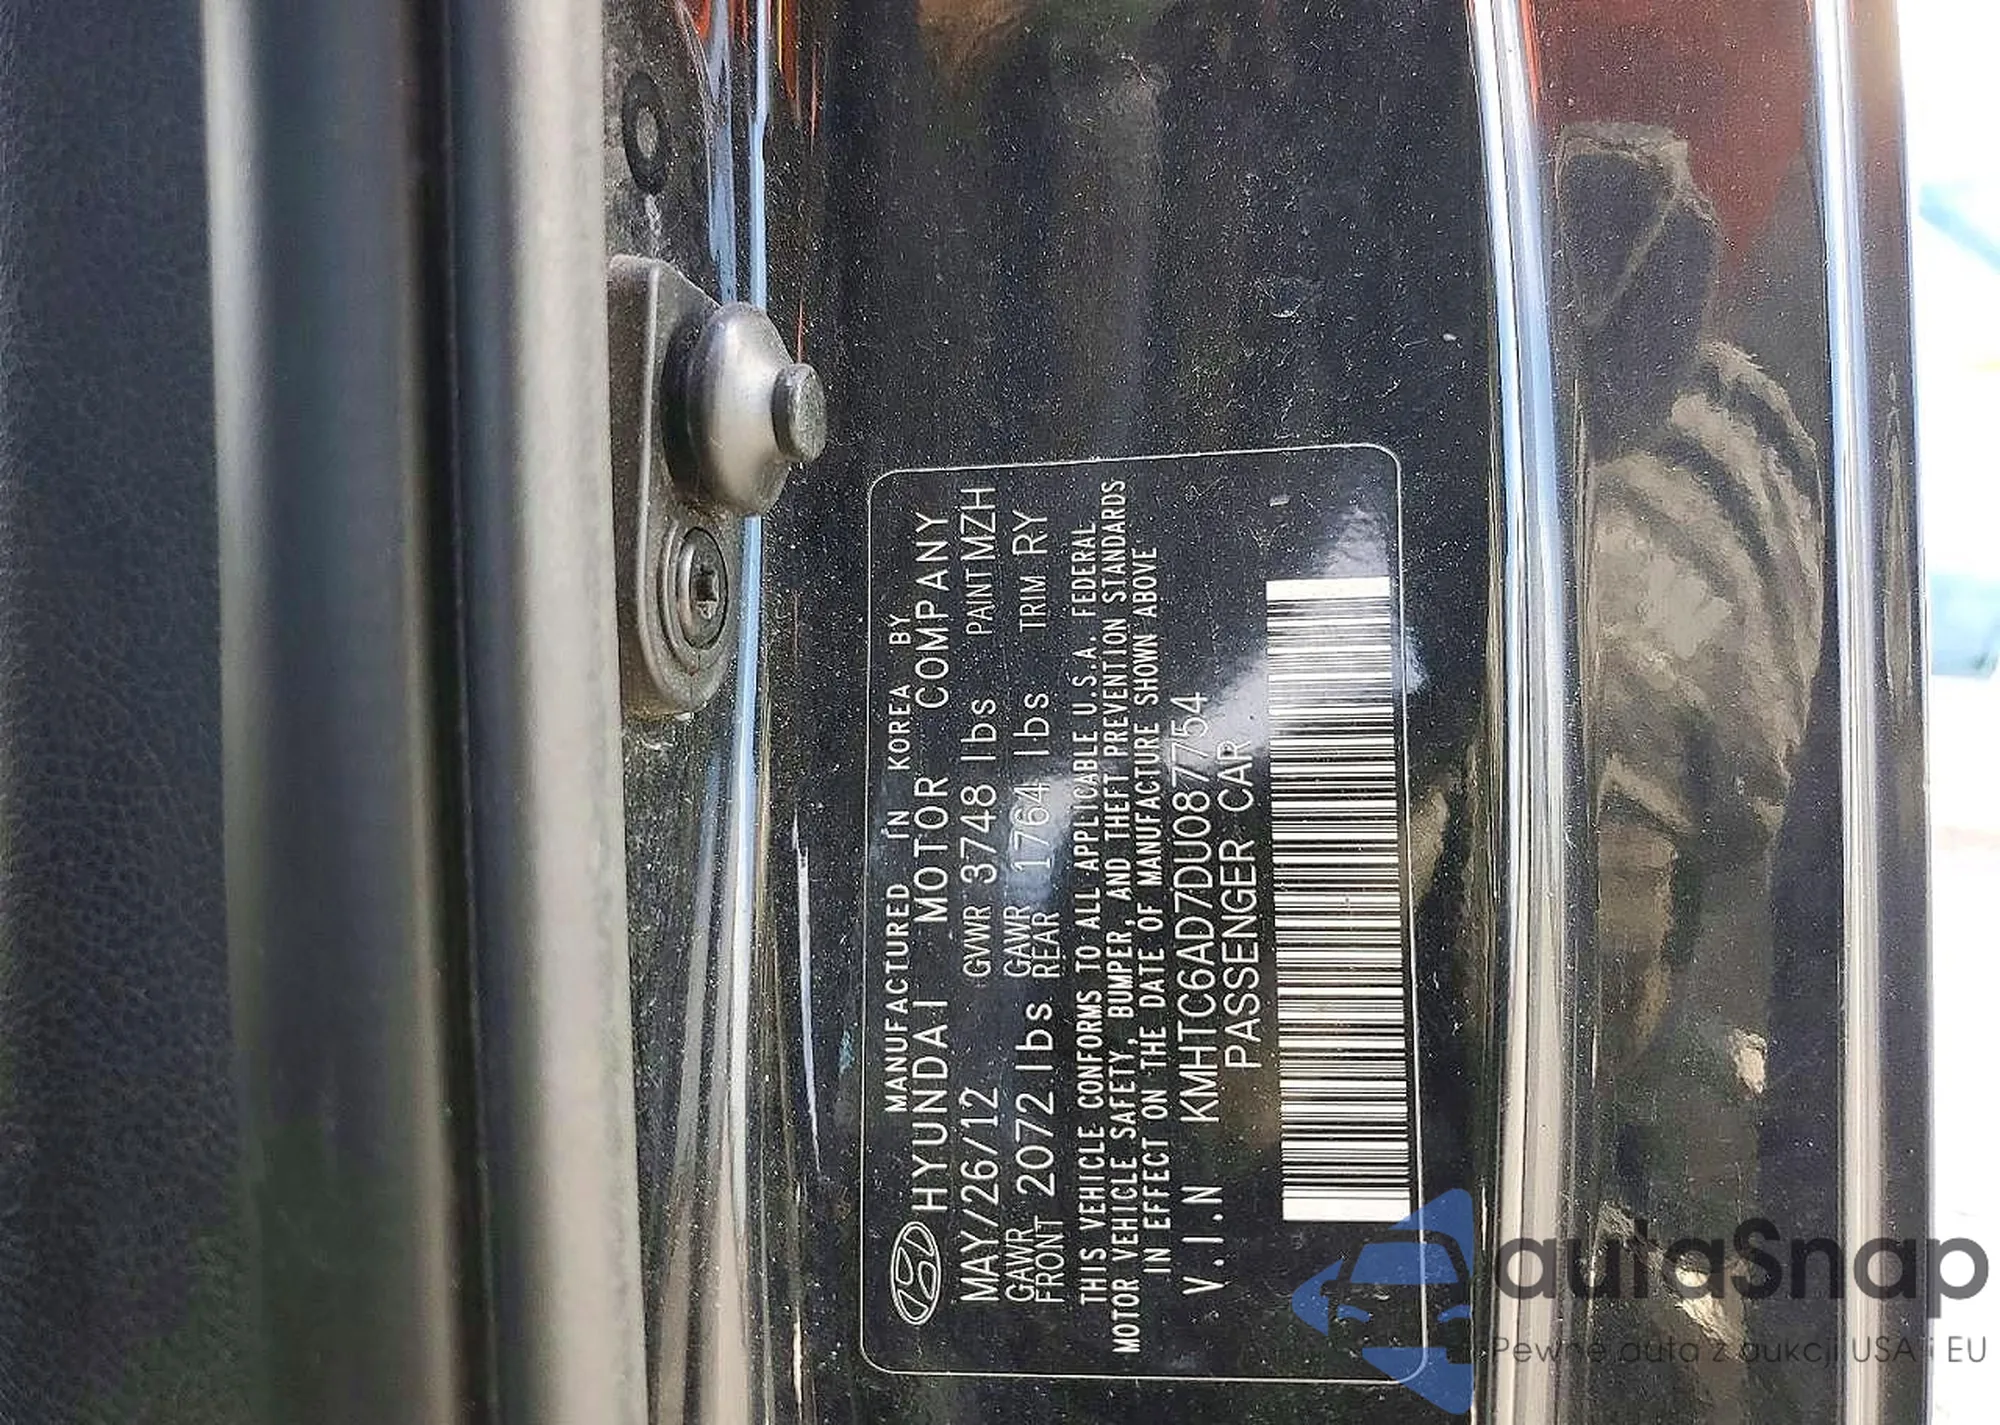 MANUFACTURED IN KOREA BY
HYUNDAI MOTOR COMPANY
MAY/26/12 GVWR 3748 lbs PAINT MZH
GAWR FRONT 2072 lbs GAWR REAR 1764 lbs TRIM RY
THIS VEHICLE CONFORMS TO ALL APPLICABLE U.S.A. FEDERAL
MOTOR VEHICLE SAFETY, BUMPER, AND THEFT PREVENTION STANDARDS
IN EFFECT ON THE DATE OF MANUFACTURE SHOWN ABOVE
V.I.N KMHTC6AD7DU087754
PASSENGER CAR
autaSnap
Pewne auta z aukcji USA i EU